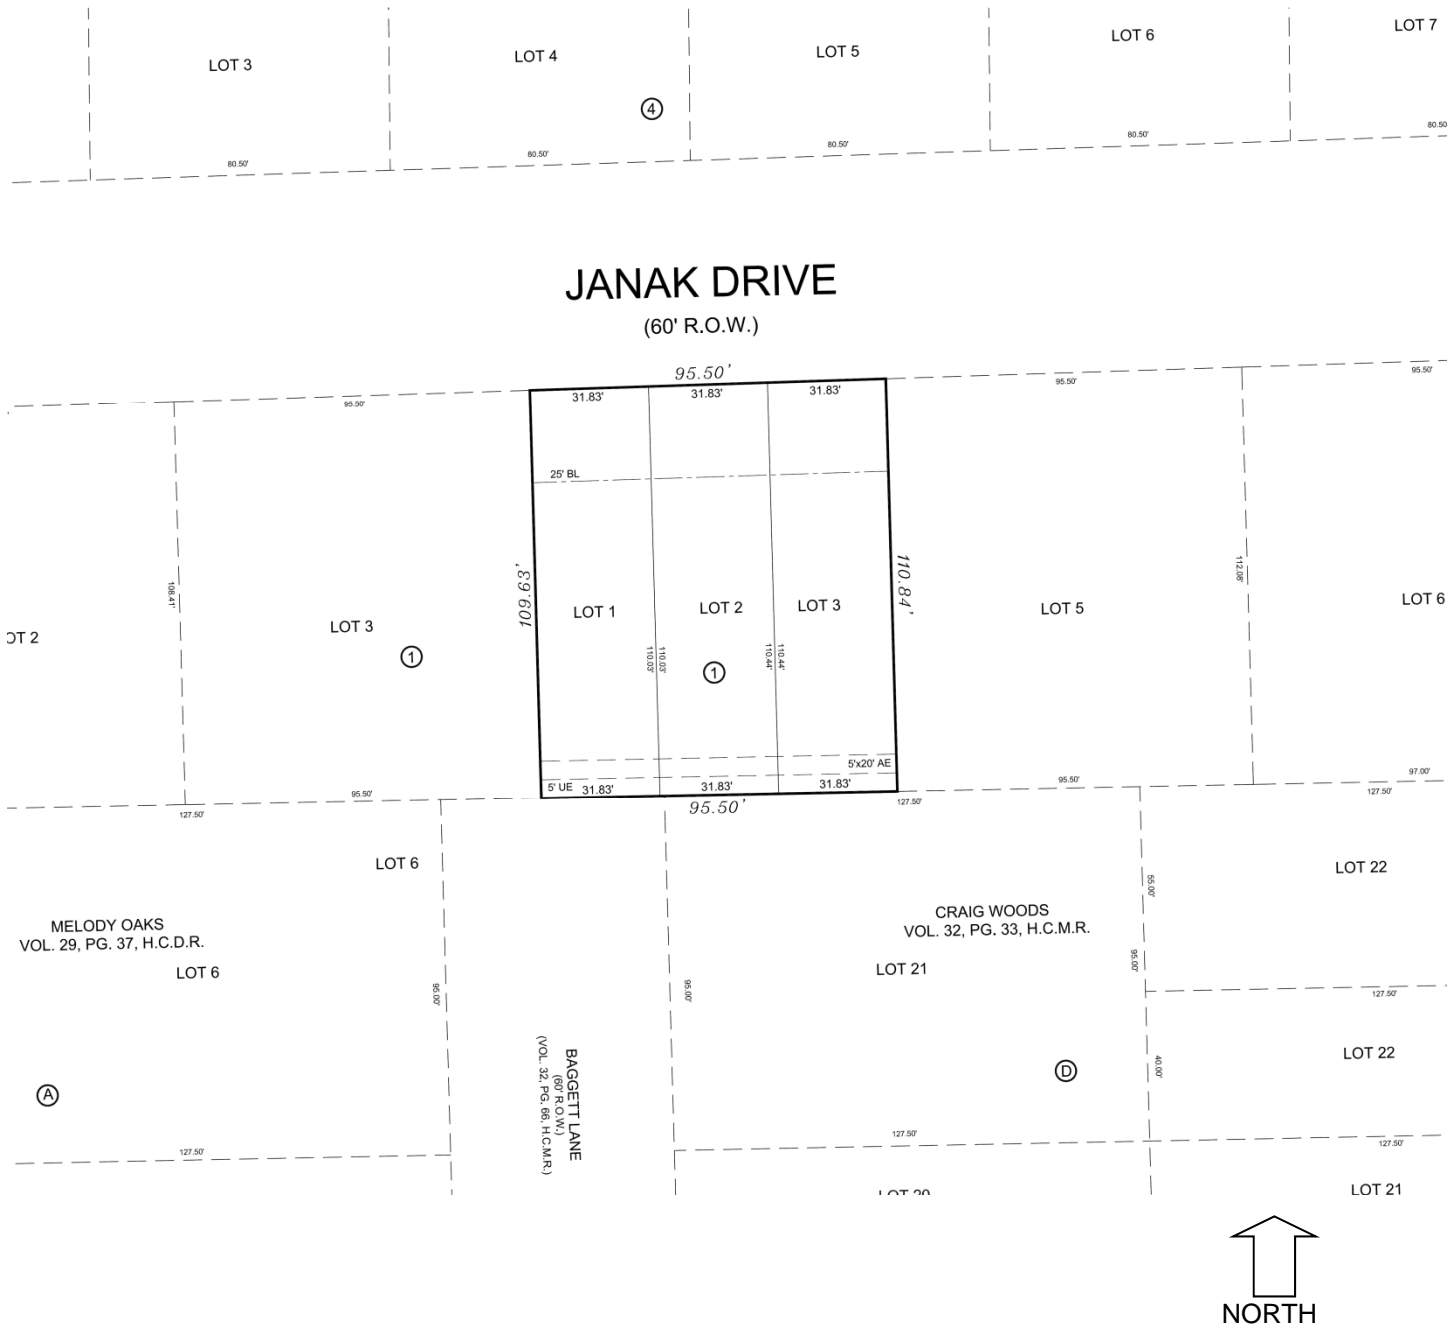 LOT 3
LOT 4
LOT 5
LOT 6
LOT 7
4
80.50'
80.50'
80.50'
80.50'
80.50
JANAK DRIVE
(60' R.O.W.)
95.50'
95.50'
31.83'
31.83'
31.83'
95.50'
95.50'
25' BL
108.41'
109.63'
110.84'
112.08'
OT 2
LOT 3
1
LOT 1
LOT 2
LOT 3
110.03'
110.03'
110.44'
110.44'
1
LOT 5
LOT 6
5'x20' AE
5' UE
31.83'
31.83'
31.83'
95.50'
95.50'
95.50'
97.00'
127.50'
127.50'
127.50'
LOT 6
MELODY OAKS
VOL. 29, PG. 37, H.C.D.R.
LOT 6
95.00'
A
127.50'
BAGGETT LANE
(60' R.O.W.)
(VOL. 32, PG. 66, H.C.M.R.)
95.00'
CRAIG WOODS
VOL. 32, PG. 33, H.C.M.R.
LOT 21
D
127.50'
LOT 20
55.00'
95.00'
40.00'
LOT 22
127.50'
LOT 22
127.50'
LOT 21
NORTH